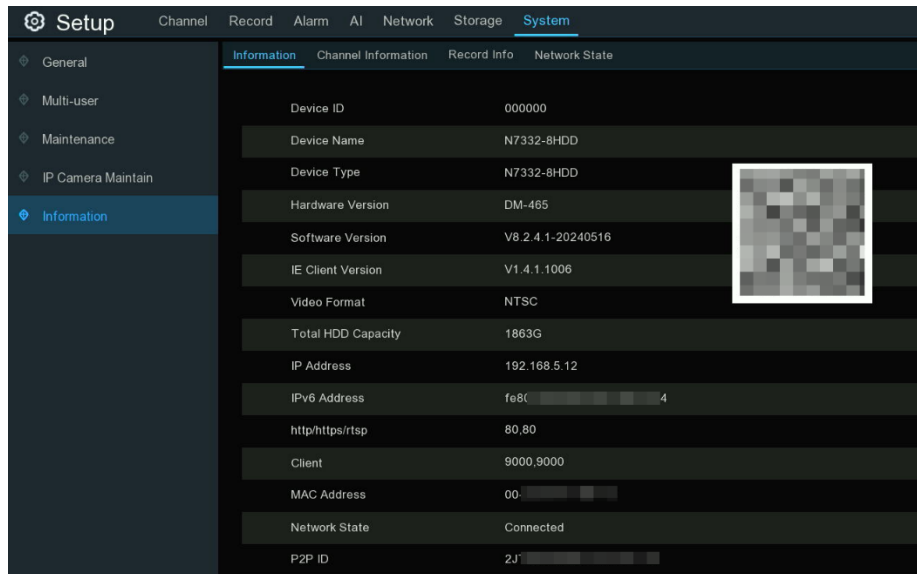 Setup Channel Record Alarm AI Network Storage System
Information Channel Information Record Info Network State
General
Multi-user
Maintenance
IP Camera Maintain
Information
Device ID 000000
Device Name N7332-8HDD
Device Type N7332-8HDD
Hardware Version DM-465
Software Version V8.2.4.1-20240516
IE Client Version V1.4.1.1006
Video Format NTSC
Total HDD Capacity 1863G
IP Address 192.168.5.12
IPv6 Address
http/https/rtsp 80,80
Client 9000,9000
MAC Address
Network State Connected
P2P ID